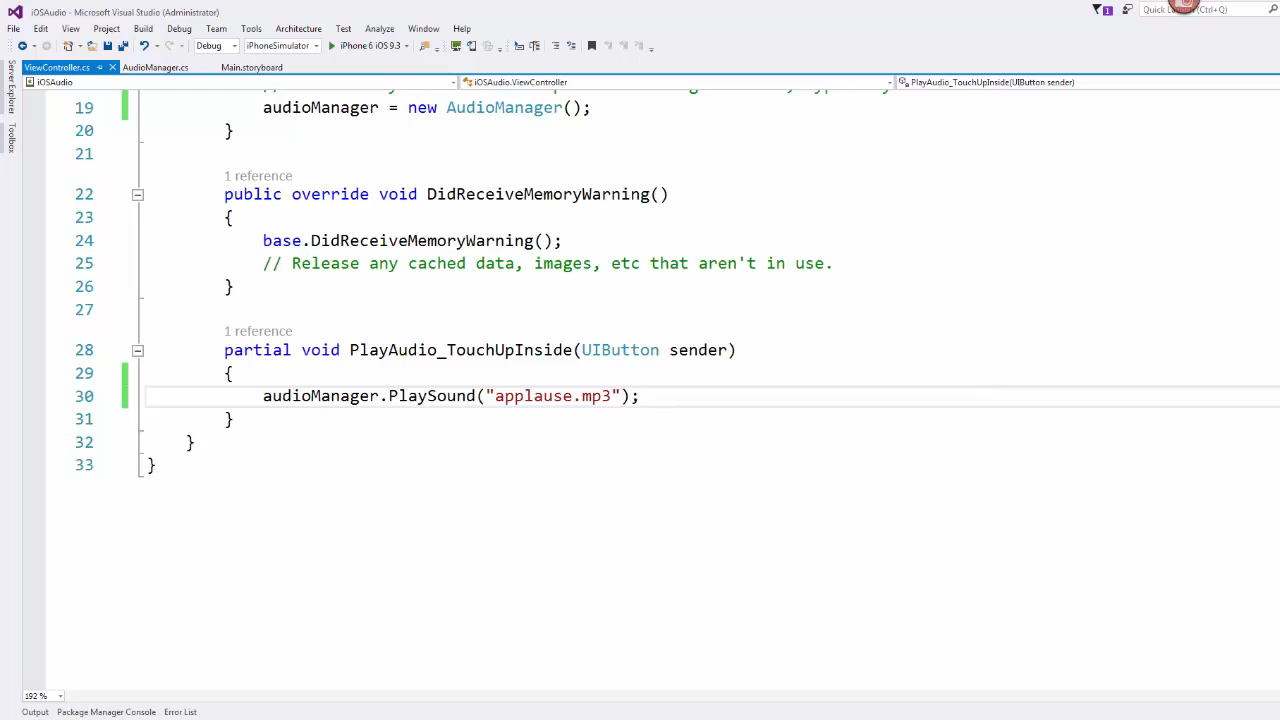 iOSAudio - Microsoft Visual Studio (Administrator)
1
File Edit View Project Build Debug Team Tools Architecture Test Analyze Window Help
Debug iPhoneSimulator iPhone 6 iOS 9.3
ViewController.cs AudioManager.cs Main.storyboard
iOSAudio iOSAudio.ViewController PlayAudio_TouchUpInside(UIButton sender)
Server Explorer
Toolbox
19 audioManager = new AudioManager();
20 }
21
1 reference
22 public override void DidReceiveMemoryWarning()
23 {
24 base.DidReceiveMemoryWarning();
25 // Release any cached data, images, etc that aren't in use.
26 }
27
1 reference
28 partial void PlayAudio_TouchUpInside(UIButton sender)
29 {
30 audioManager.PlaySound("applause.mp3");
31 }
32 }
33 }
192 %
Output Package Manager Console Error List